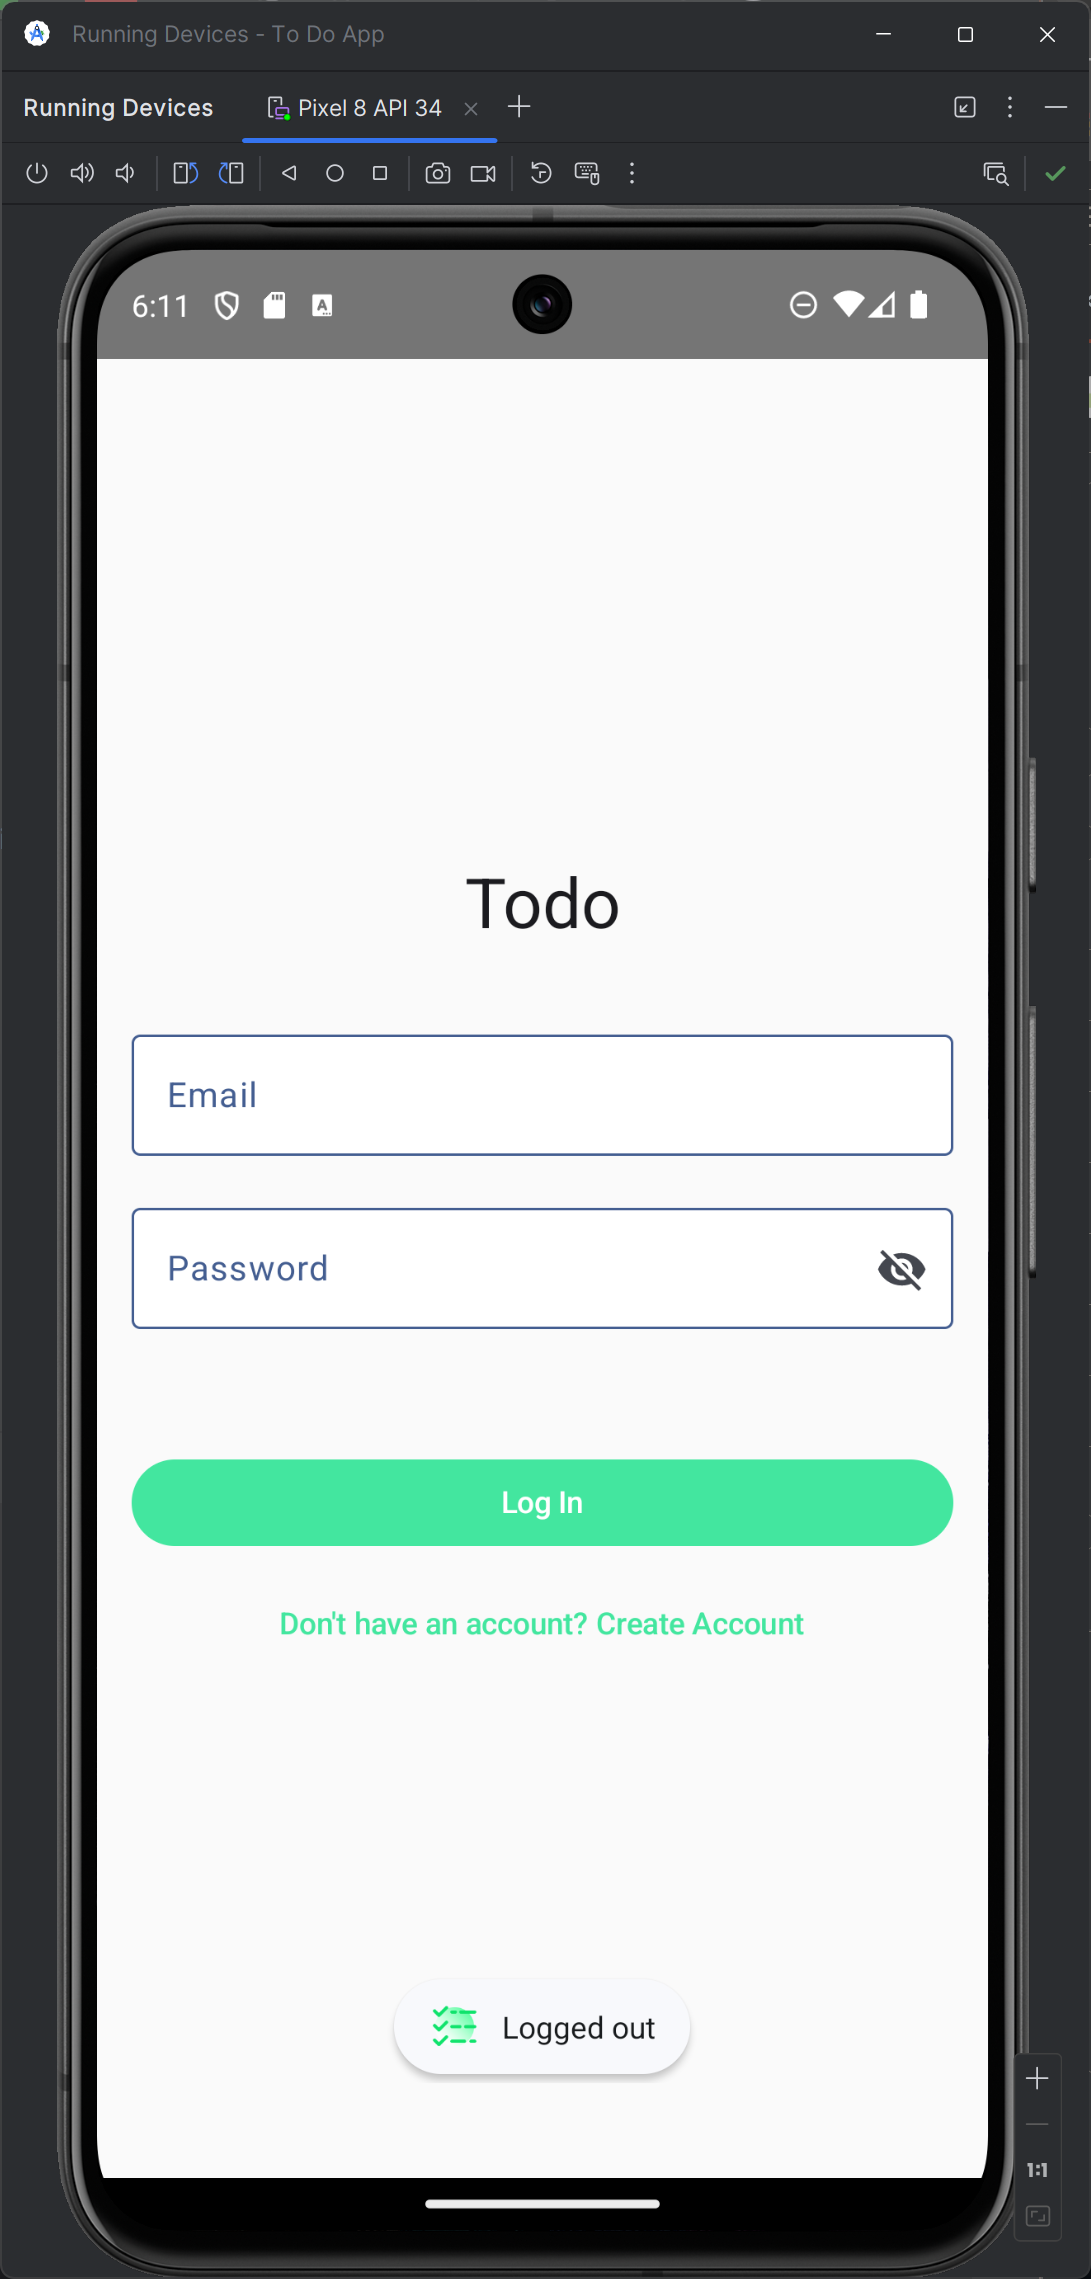 Running Devices - To Do App
Running Devices
Pixel 8 API 34
6:11
A
Todo
Email
Password
Log In
Don't have an account? Create Account
Logged out
1:1